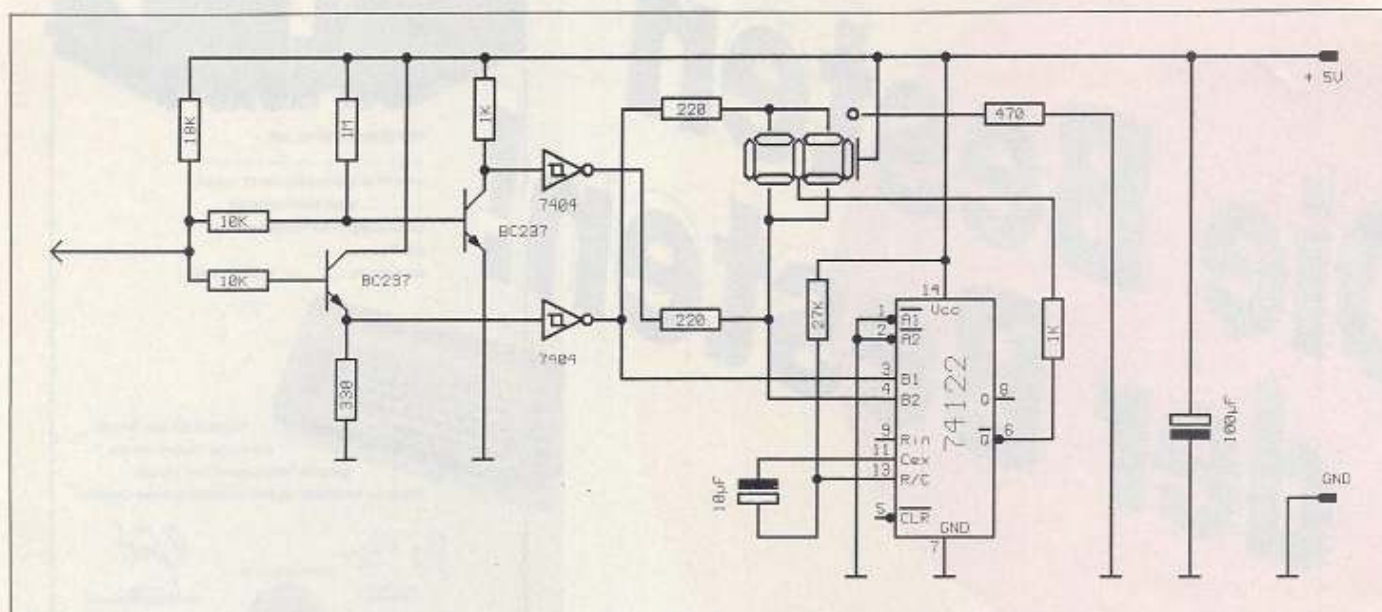 + 5V
18K
1M
1K
220
470
7404
10K
BC237
10K
BC237
7404
220
27K
1K
330
14
Vcc
1
A1
2
A2
3
B1
4
B2
74122
Q
8
9
Rin
Q
6
11
Cex
13
R/C
10µF
5
CLR
GND
7
100µF
GND